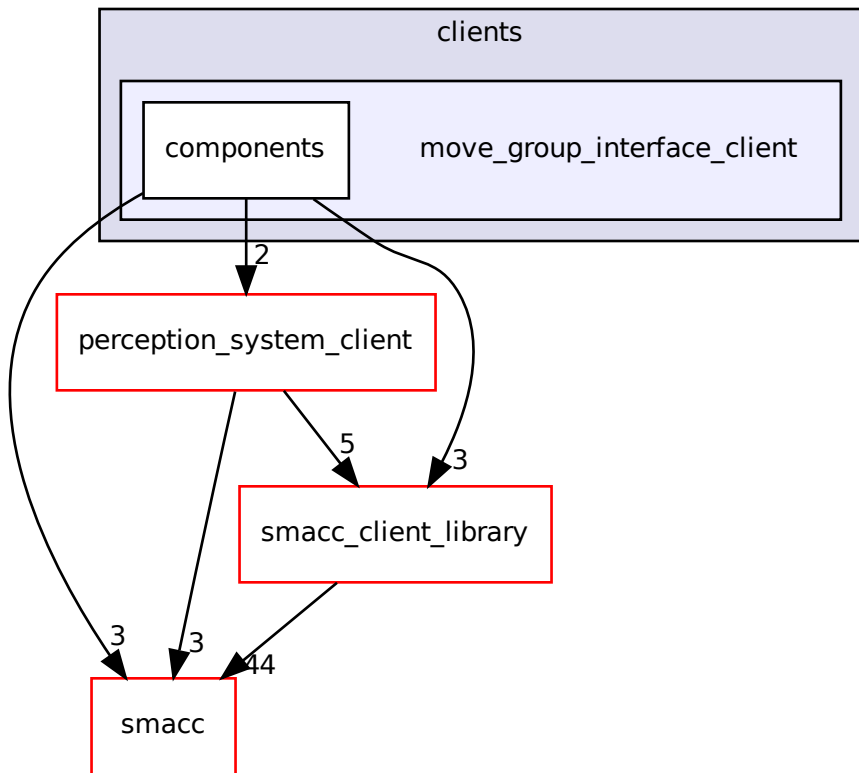 clients
components
move_group_interface_client
2
perception_system_client
5
3
smacc_client_library
3
3
44
smacc